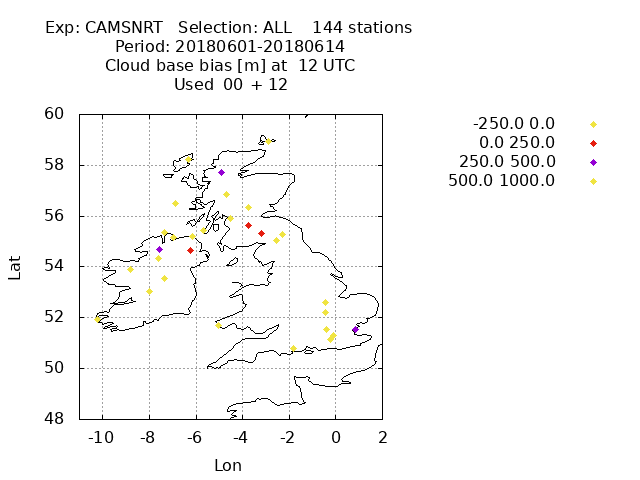 Exp: CAMSNRT   Selection: ALL    144 stations
Period: 20180601-20180614
Cloud base bias [m] at  12 UTC
Used  00 + 12
-250.0 0.0
0.0 250.0
250.0 500.0
500.0 1000.0
60
58
56
54
52
50
48
Lat
-10 -8 -6 -4 -2 0 2
Lon